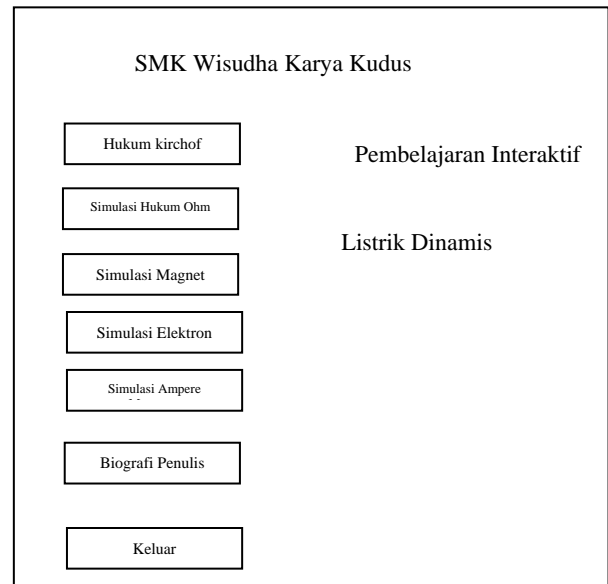 SMK Wisudha Karya Kudus
Hukum kirchof
Pembelajaran Interaktif
Simulasi Hukum Ohm
Listrik Dinamis
Simulasi Magnet
Simulasi Elektron
Simulasi Ampere
Biografi Penulis
Keluar